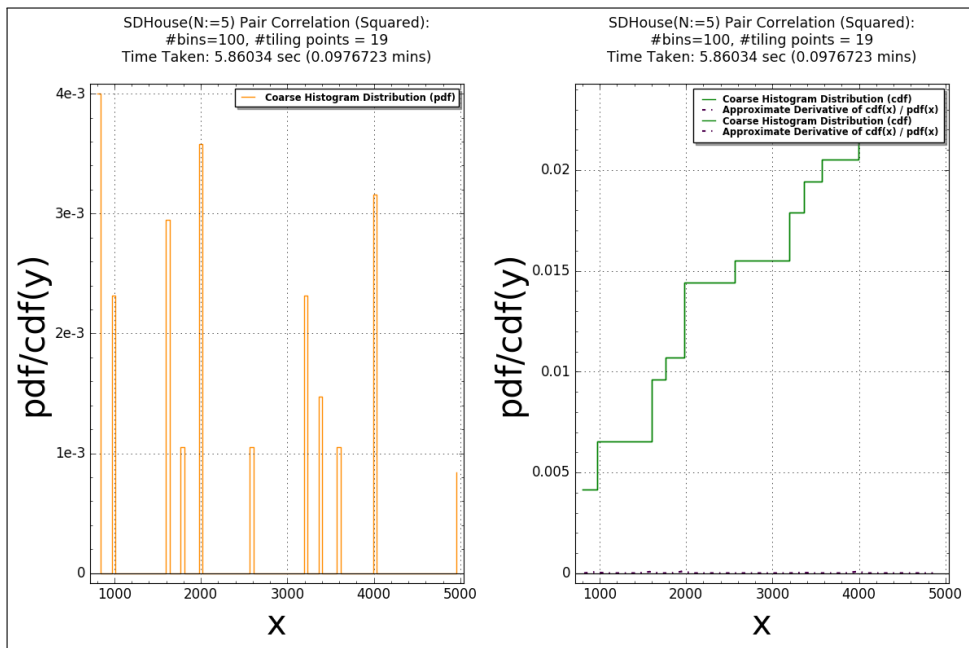 SDHouse(N:=5) Pair Correlation (Squared):
#bins=100, #tiling points = 19
Time Taken: 5.86034 sec (0.0976723 mins)
4e-3
3e-3
2e-3
1e-3
0
pdf/cdf(y)
Coarse Histogram Distribution (pdf)
1000 2000 3000 4000 5000
x
SDHouse(N:=5) Pair Correlation (Squared):
#bins=100, #tiling points = 19
Time Taken: 5.86034 sec (0.0976723 mins)
0.02
0.015
0.01
0.005
0
pdf/cdf(y)
Coarse Histogram Distribution (cdf)
Approximate Derivative of cdf(x) / pdf(x)
Coarse Histogram Distribution (cdf)
Approximate Derivative of cdf(x) / pdf(x)
1000 2000 3000 4000 5000
x